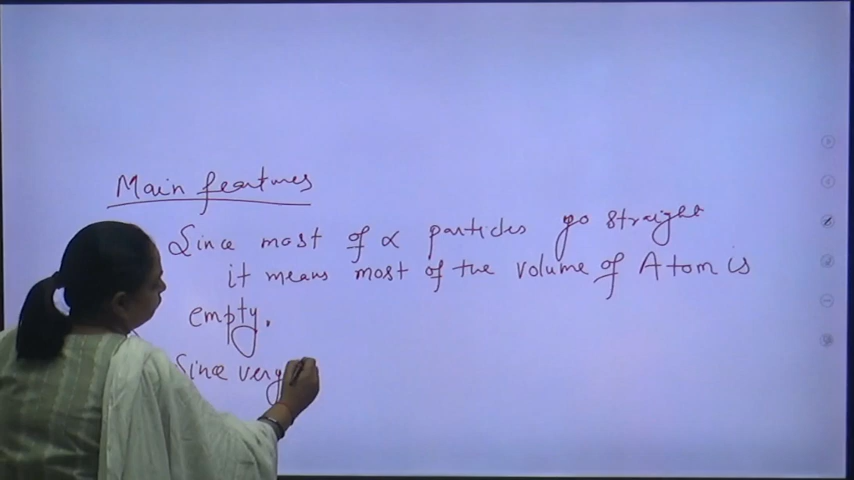 Main features
Since most of α particles go straight
it means most of the volume of Atom is
empty.
Since very